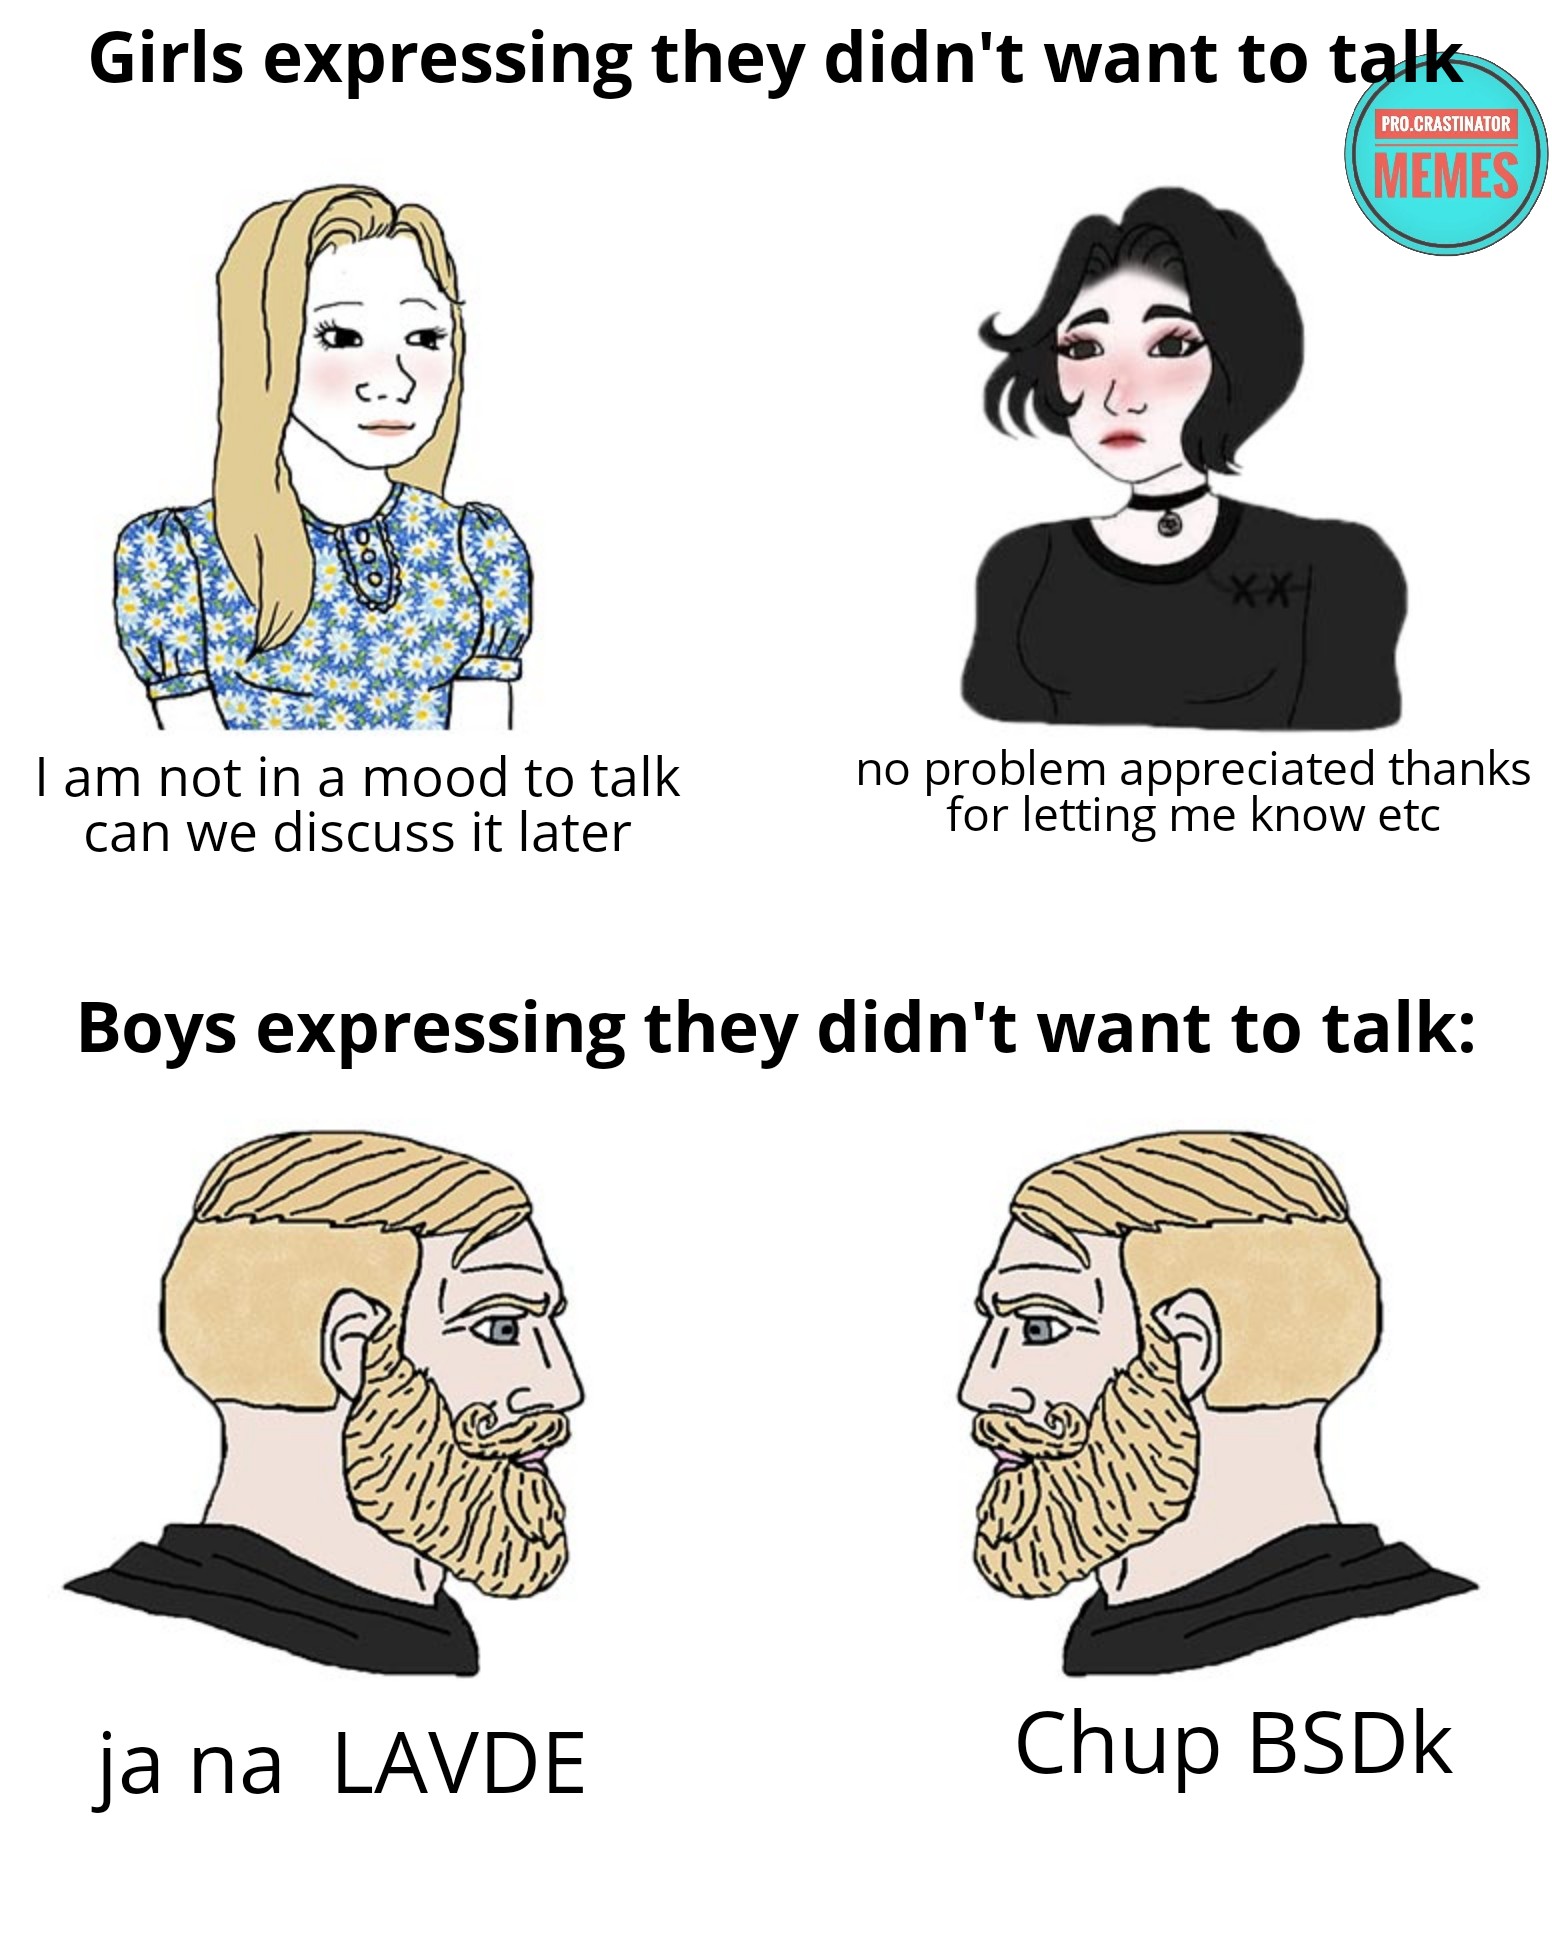 Girls expressing they didn't want to talk
PRO.CRASTINATOR
MEMES
I am not in a mood to talk
can we discuss it later
no problem appreciated thanks
for letting me know etc
Boys expressing they didn't want to talk:
ja na LAVDE
Chup BSDk